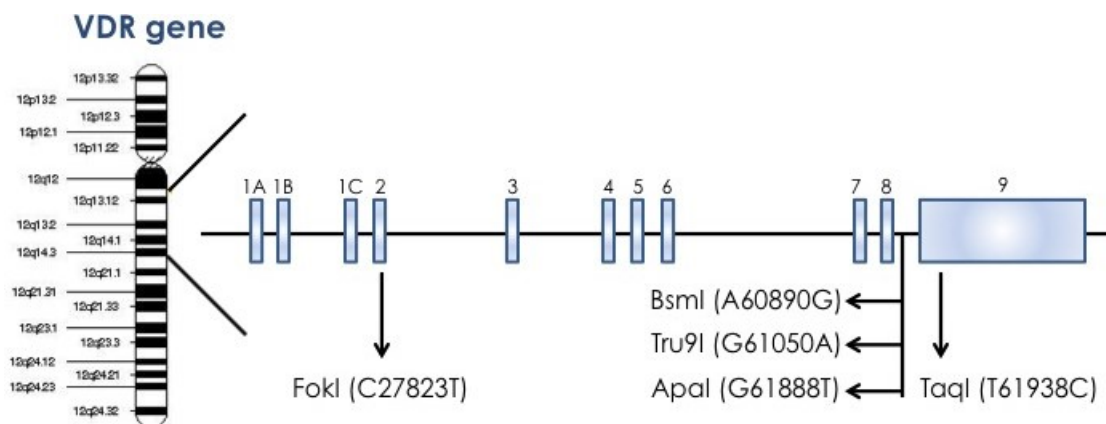 VDR gene
12p13.32
12p13.2
12p12.3
12p12.1
12p11.22
12q12
12q13.12
12q13.2
12q14.1
12q14.3
12q21.1
12q21.31
12q21.33
12q23.1
12q23.3
12q24.12
12q24.21
12q24.23
12q24.32
1A 1B 1C 2 3 4 5 6 7 8 9
BsmI (A60890G)
Tru9I (G61050A)
FokI (C27823T) ApaI (G61888T) TaqI (T61938C)